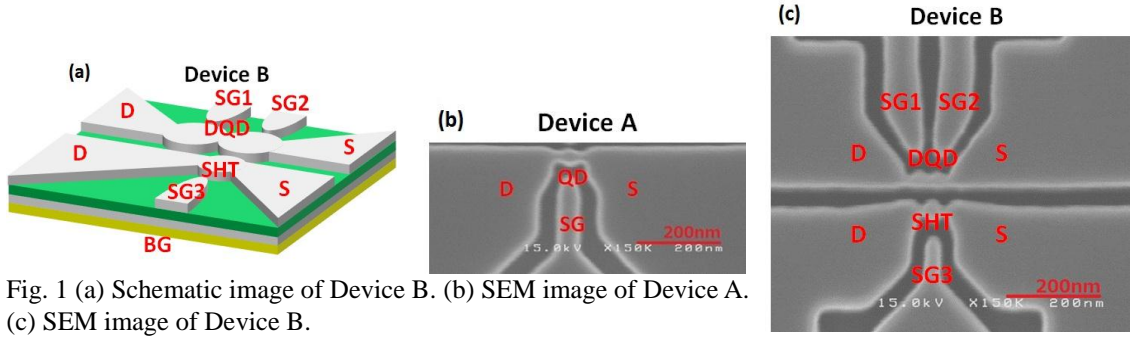 (a)
Device B
D
SG1
SG2
DQD
D
S
SHT
SG3
S
BG
(b)
Device A
D
QD
S
SG
200nm
15.0kV X150K 200nm
(c)
Device B
SG1
SG2
D
DQD
S
D
SHT
S
SG3
200nm
15.0kV X150K 200nm
Fig. 1 (a) Schematic image of Device B. (b) SEM image of Device A.
(c) SEM image of Device B.